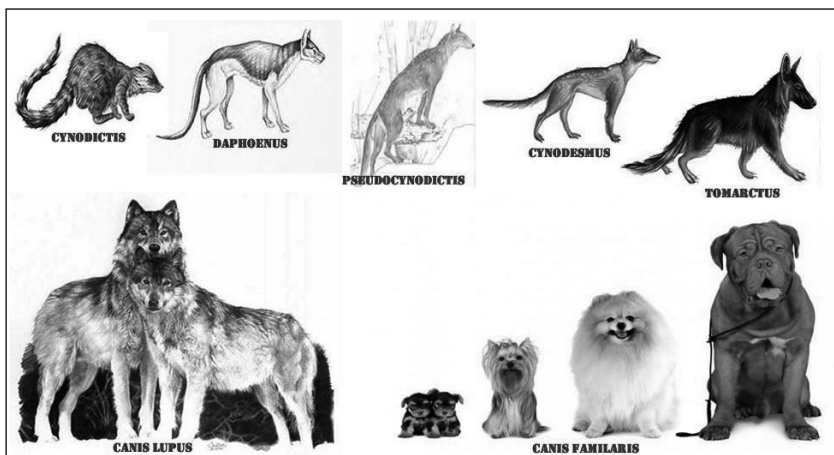 CYNODICTIS
DAPHOENUS
PSEUDOCYNODICTIS
CYNODESMUS
TOMARCTUS
CANIS LUPUS
CANIS FAMILARIS